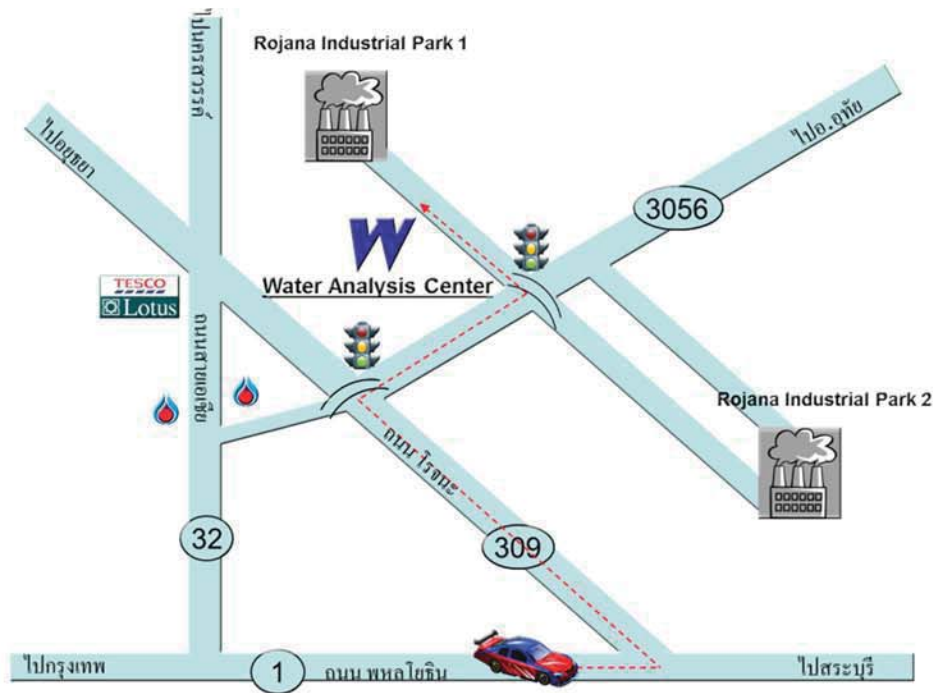 ไปนครสวรรค์
Rojana Industrial Park 1
ไปอยุธยา
ไปอ.อุทัย
3056
W
Water Analysis Center
TESCO
Lotus
ถนนสายเอเซีย
Rojana Industrial Park 2
ถนน โรจนะ
32
309
ไปกรุงเทพ
1
ถนน พหลโยธิน
ไปสระบุรี